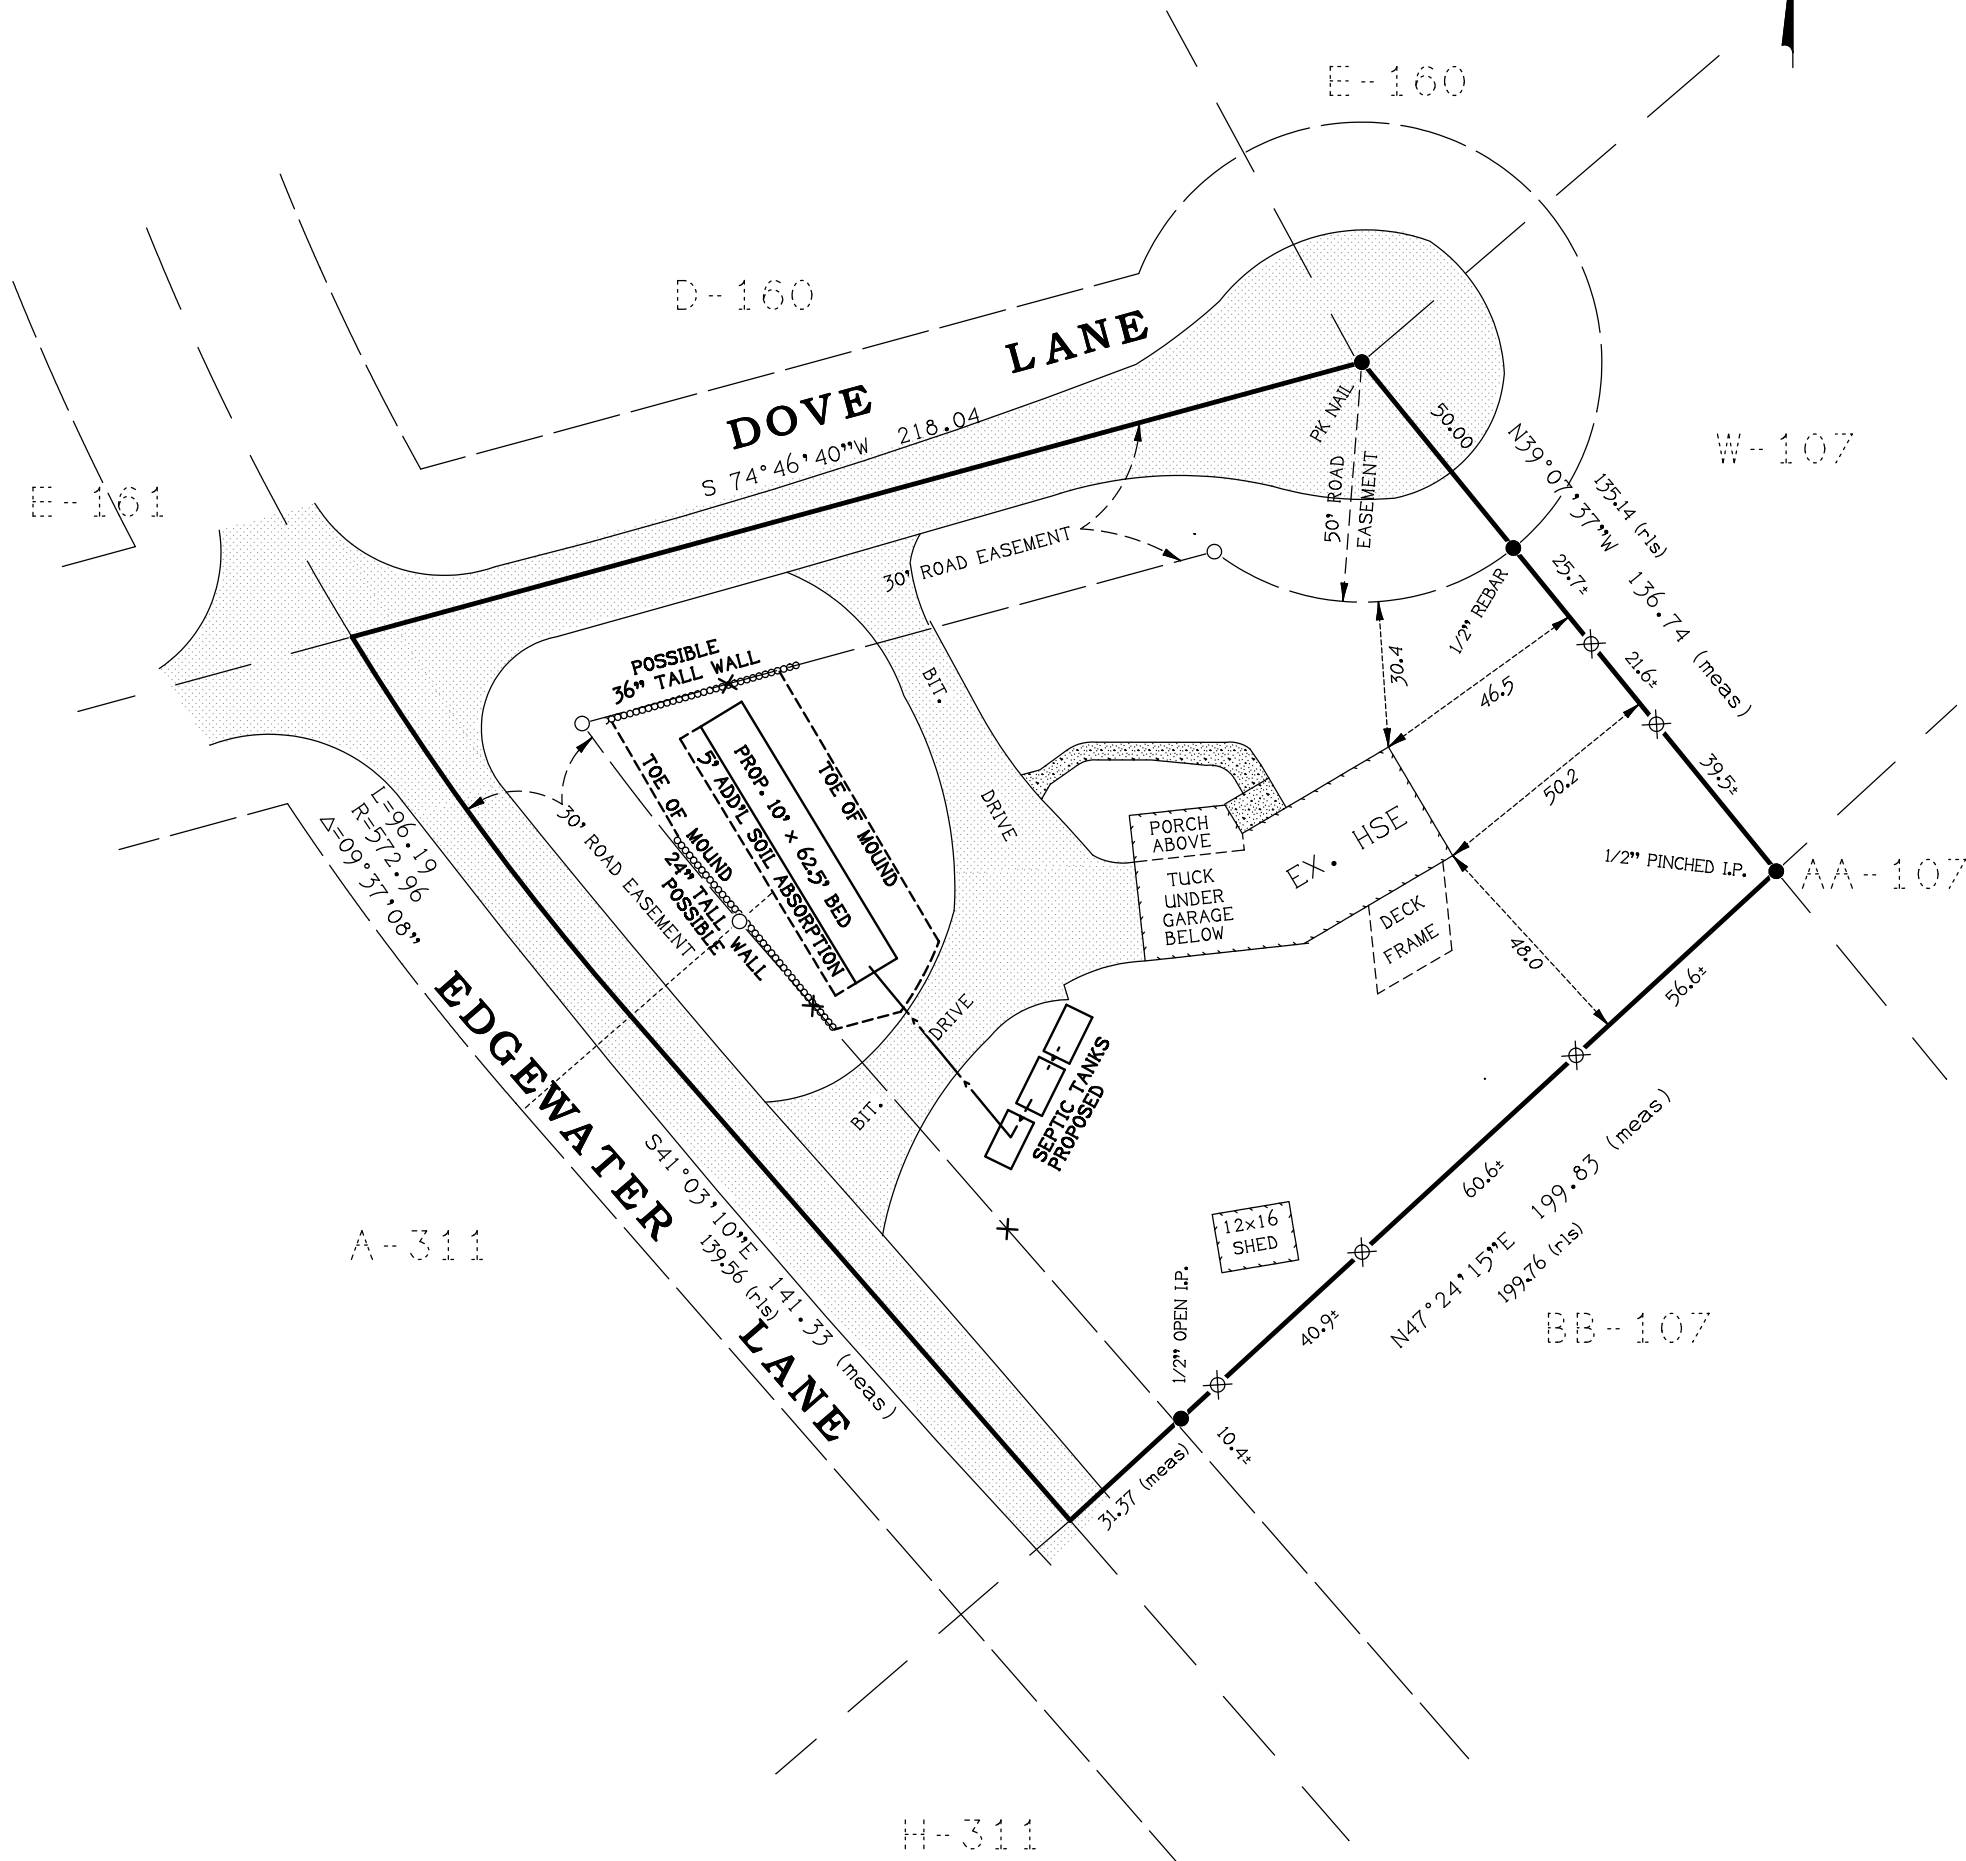 E-160
D-160
E-161
W-107
AA-107
A-311
BB-107
H-311
DOVE LANE
S 74°46'40"W 218.04
PK NAIL
50.00
N39°07'37"W 136.74 (meas)
135.14 (rls)
50' ROAD
EASEMENT
30' ROAD EASEMENT
1/2" REBAR
25.7±
21.6±
39.5±
30.4
46.5
50.2
48.0
POSSIBLE
36" TALL WALL
TOE OF MOUND
PROP. 10' × 62.5' BED
5' ADD'L SOIL ABSORPTION
TOE OF MOUND
24" TALL WALL
POSSIBLE
30' ROAD EASEMENT
BIT.
DRIVE
BIT.
DRIVE
PORCH
ABOVE
TUCK
UNDER
GARAGE
BELOW
EX. HSE
DECK
FRAME
1/2" PINCHED I.P.
L=96.19
R=572.96
Δ=09°37'08"
EDGEWATER LANE
S41°03'10"E 141.33 (meas)
139.56 (rls)
SEPTIC TANKS
PROPOSED
12x16
SHED
1/2" OPEN I.P.
56.6±
60.6±
40.9±
10.4±
31.37 (meas)
N47°24'15"E 199.83 (meas)
199.76 (rls)